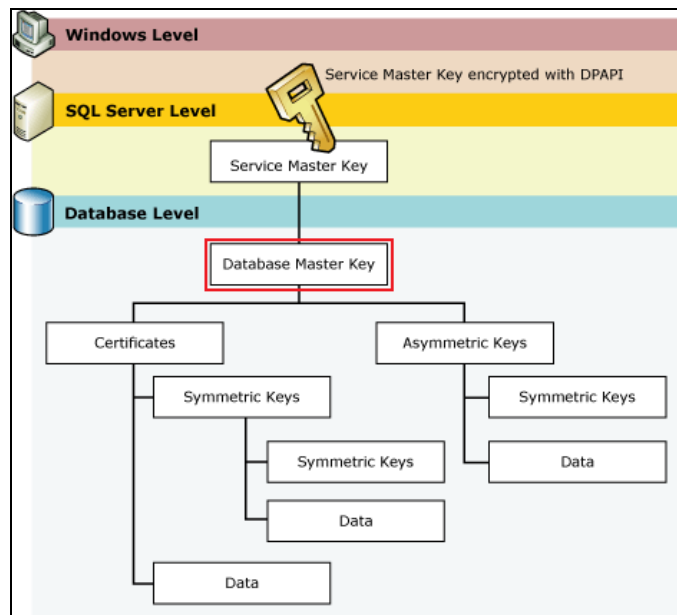 Windows Level
Service Master Key encrypted with DPAPI
SQL Server Level
Service Master Key
Database Level
Database Master Key
Certificates
Asymmetric Keys
Symmetric Keys
Symmetric Keys
Symmetric Keys
Data
Data
Data